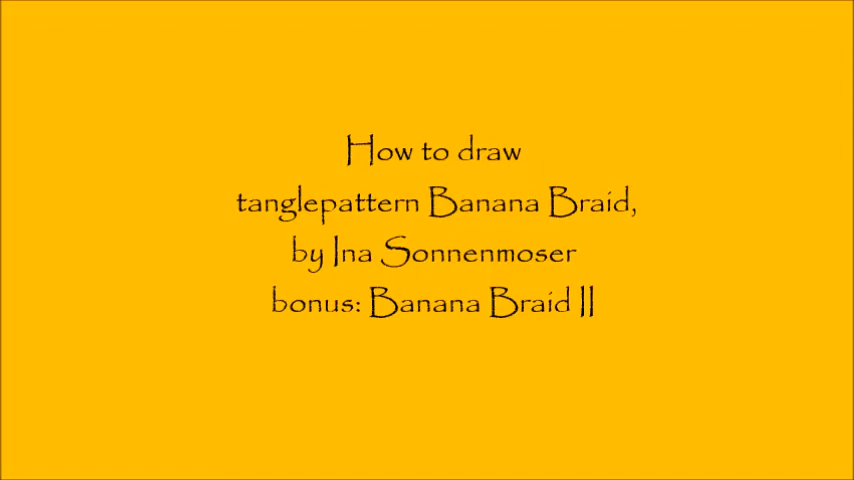 How to draw
tanglepattern Banana Braid,
by Ina Sonnenmoser
bonus: Banana Braid II